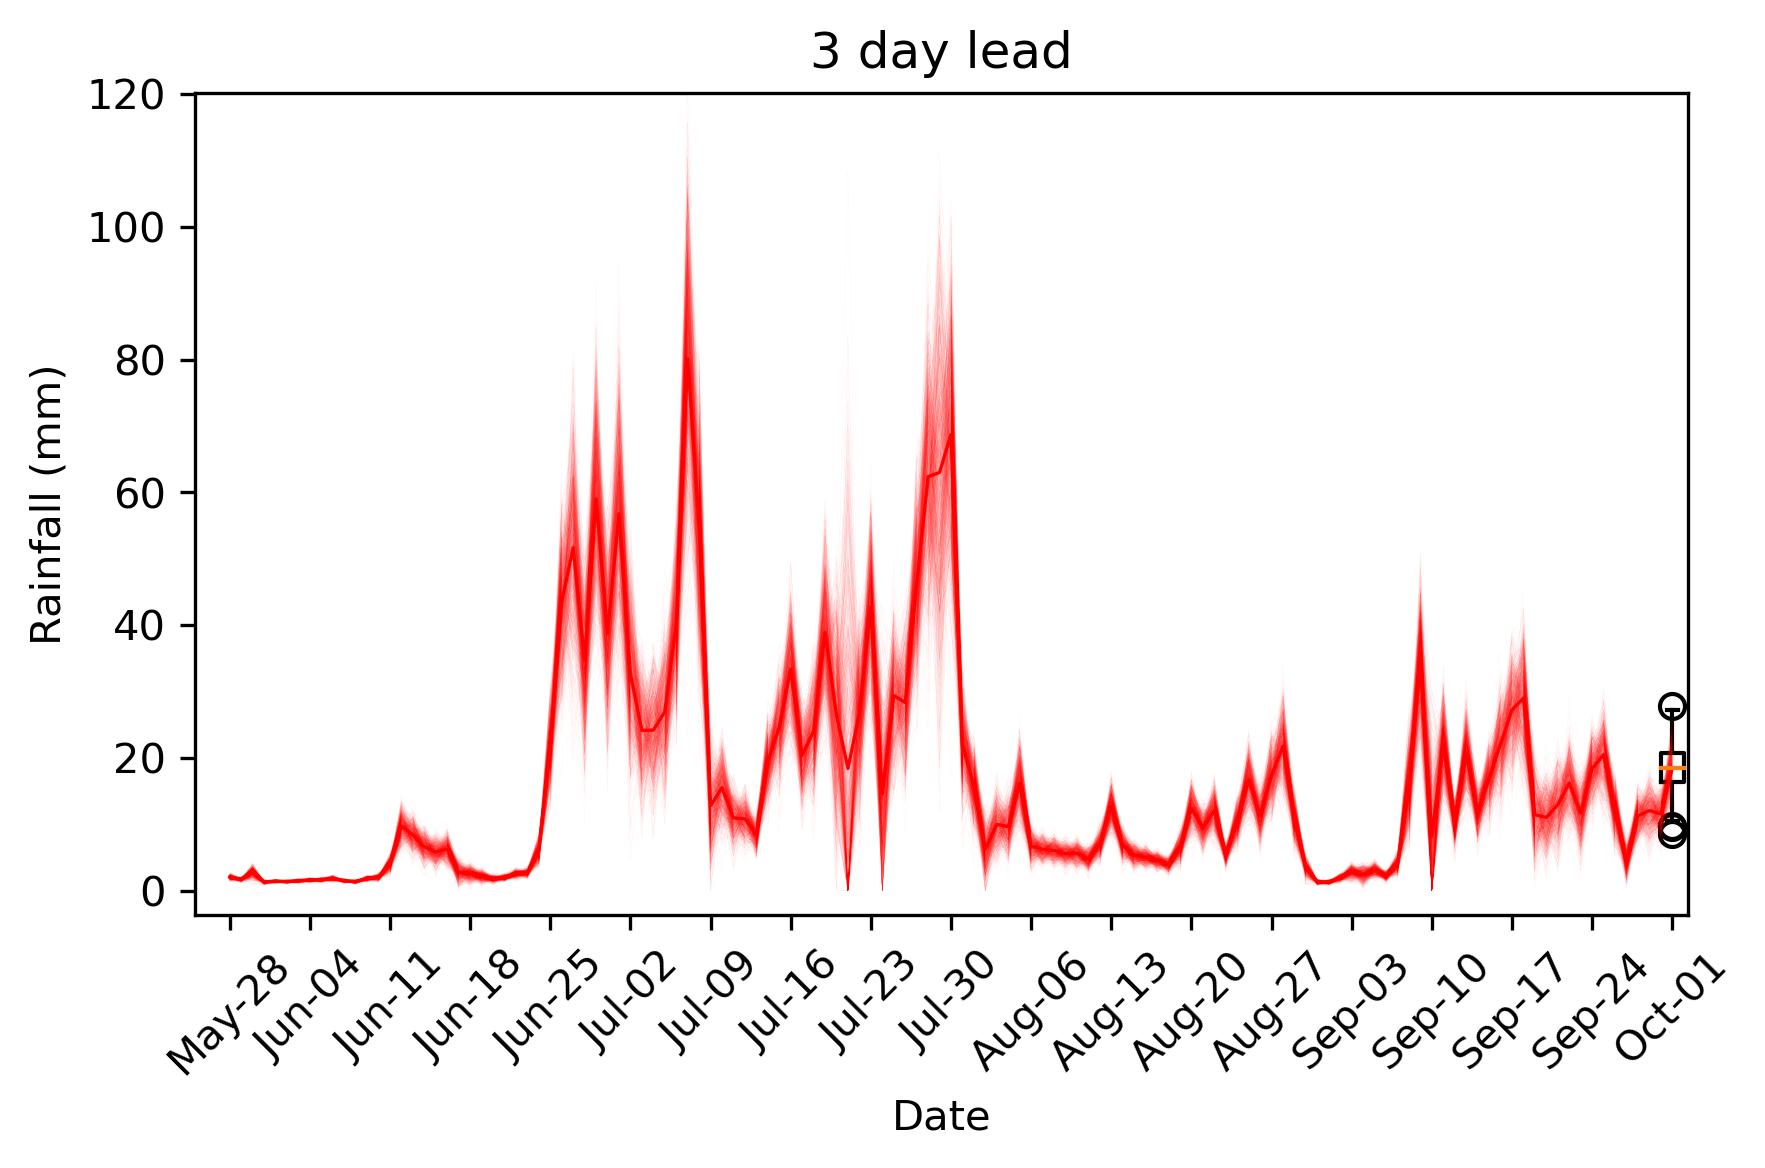 3 day lead
120
100
80
60
40
20
0
Rainfall (mm)
May-28
Jun-04
Jun-11
Jun-18
Jun-25
Jul-02
Jul-09
Jul-16
Jul-23
Jul-30
Aug-06
Aug-13
Aug-20
Aug-27
Sep-03
Sep-10
Sep-17
Sep-24
Oct-01
Date